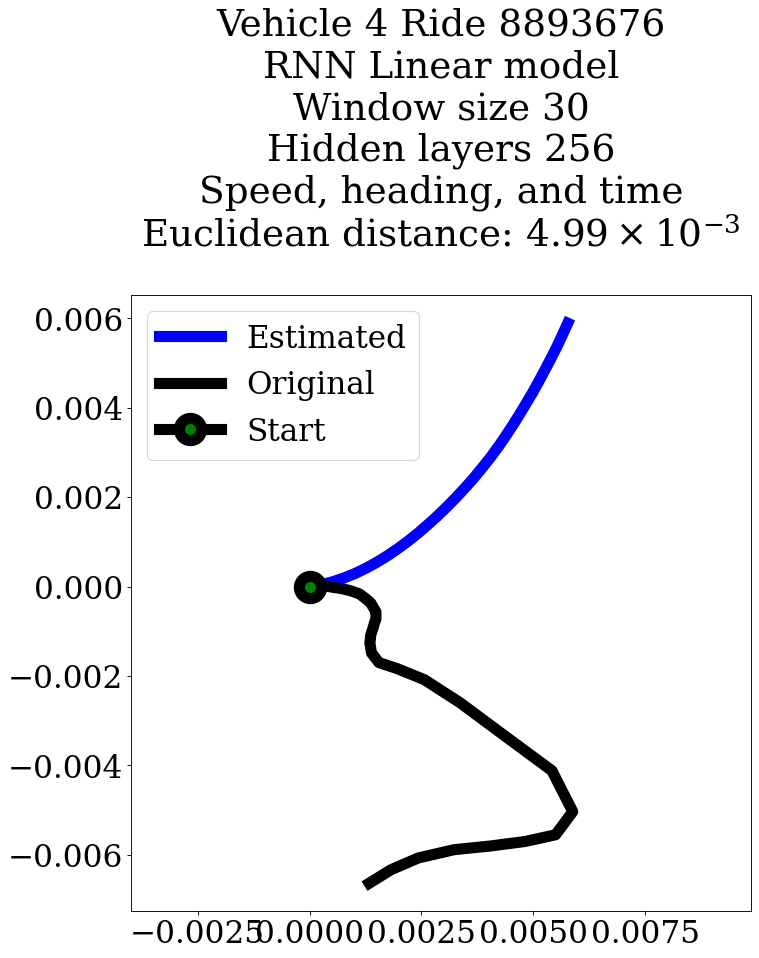 Vehicle 4 Ride 8893676
RNN Linear model
Window size 30
Hidden layers 256
Speed, heading, and time
Euclidean distance: 4.99 × 10⁻³
Estimated
Original
Start
0.006
0.004
0.002
0.000
−0.002
−0.004
−0.006
−0.0025 0.0000 0.0025 0.0050 0.0075